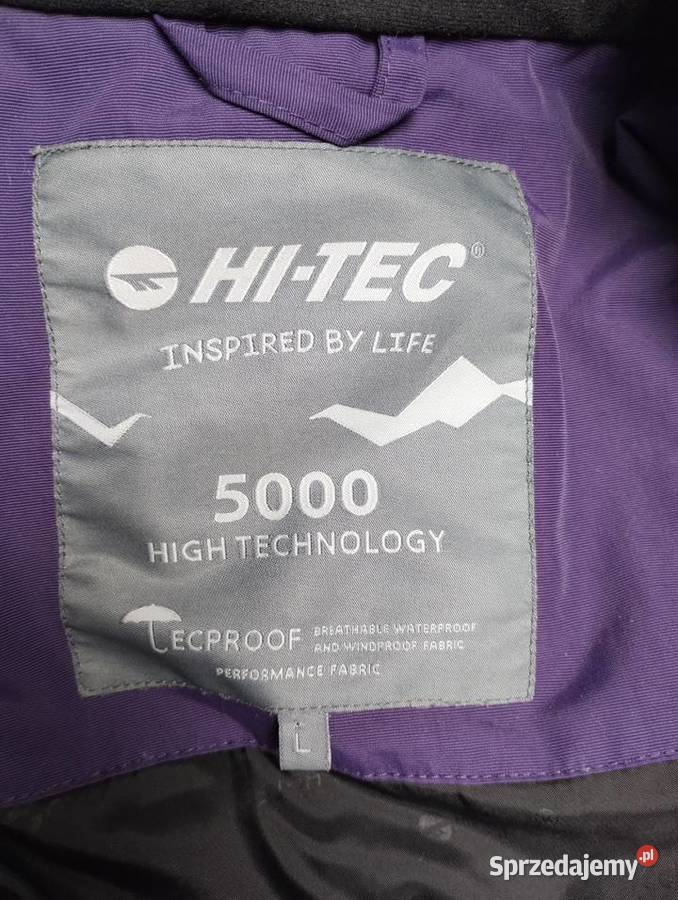 HI-TEC®
INSPIRED BY LIFE
5000
HIGH TECHNOLOGY
TECPROOF BREATHABLE WATERPROOF
AND WINDPROOF FABRIC
PERFORMANCE FABRIC
L
Sprzedajemy.pl